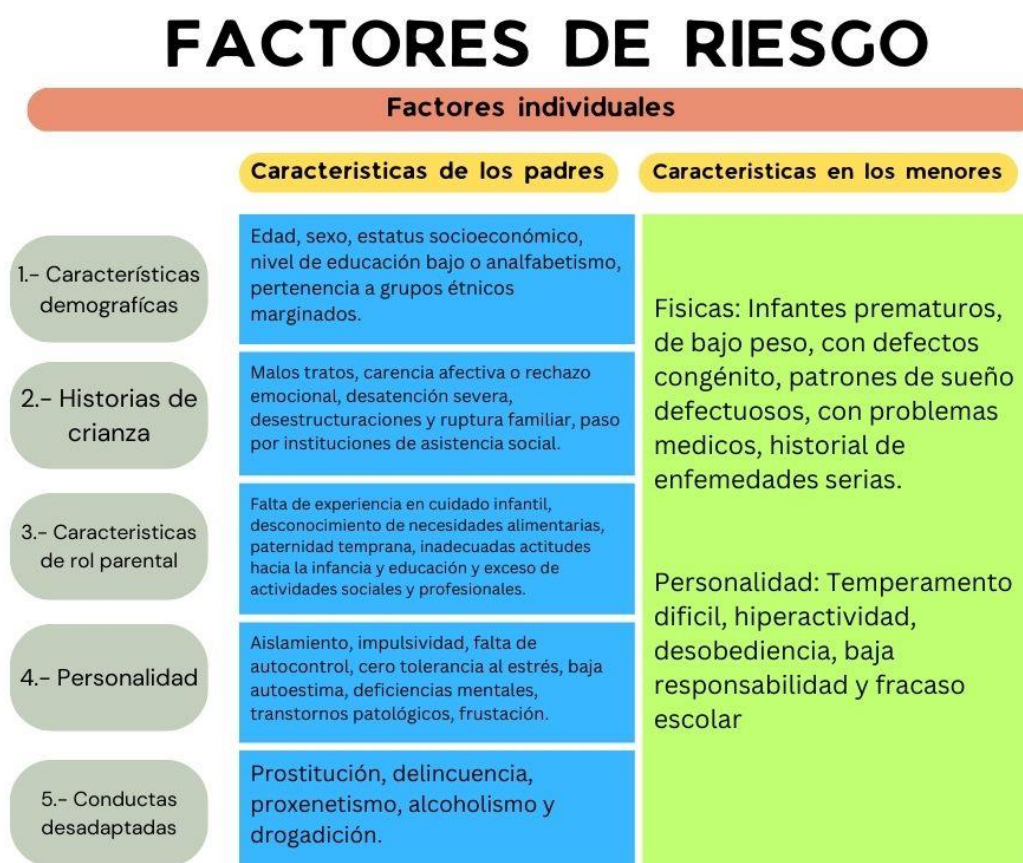 FACTORES DE RIESGO
Factores individuales
Caracteristicas de los padres
Caracteristicas en los menores
1.- Características
demografícas
Edad, sexo, estatus socioeconómico,
nivel de educación bajo o analfabetismo,
pertenencia a grupos étnicos
marginados.
2.- Historias de
crianza
Malos tratos, carencia afectiva o rechazo
emocional, desatención severa,
desestructuraciones y ruptura familiar, paso
por instituciones de asistencia social.
3.- Caracteristicas
de rol parental
Falta de experiencia en cuidado infantil,
desconocimiento de necesidades alimentarias,
paternidad temprana, inadecuadas actitudes
hacia la infancia y educación y exceso de
actividades sociales y profesionales.
4.- Personalidad
Aislamiento, impulsividad, falta de
autocontrol, cero tolerancia al estrés, baja
autoestima, deficiencias mentales,
transtornos patológicos, frustación.
5.- Conductas
desadaptadas
Prostitución, delincuencia,
proxenetismo, alcoholismo y
drogadición.
Fisicas: Infantes prematuros,
de bajo peso, con defectos
congénito, patrones de sueño
defectuosos, con problemas
medicos, historial de
enfemedades serias.
Personalidad: Temperamento
dificil, hiperactividad,
desobediencia, baja
responsabilidad y fracaso
escolar